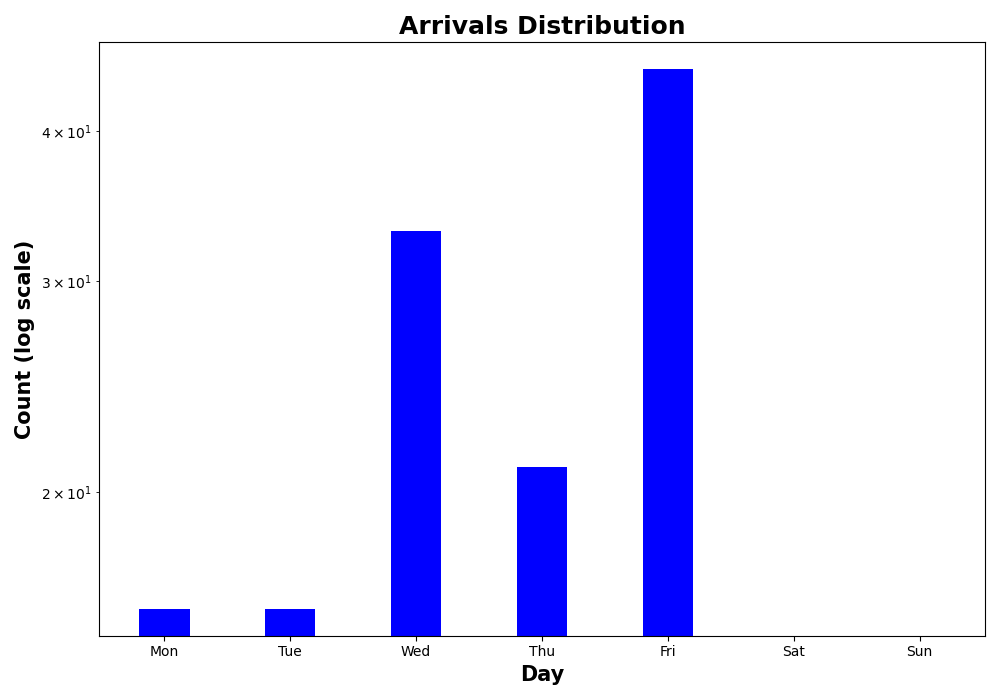 Arrivals Distribution
Count (log scale)
4 × 10¹
3 × 10¹
2 × 10¹
Mon Tue Wed Thu Fri Sat Sun
Day